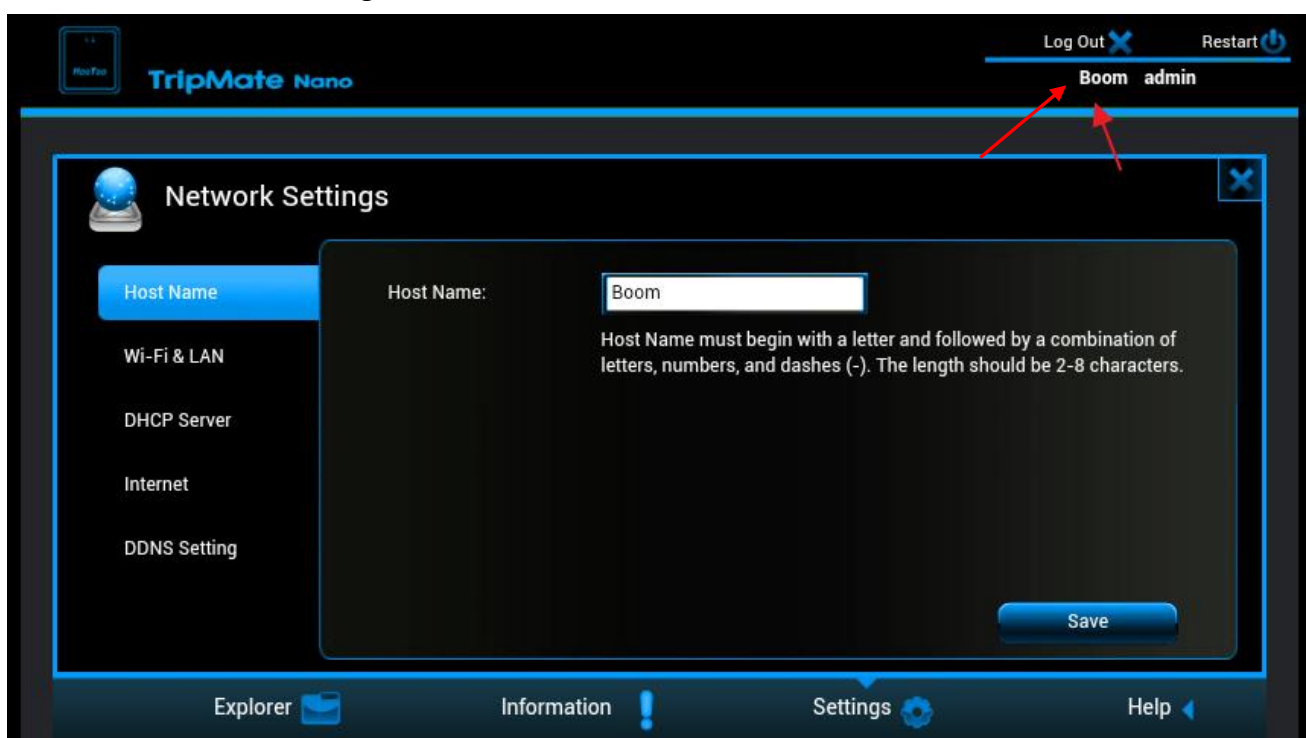 Log Out Restart
HooToo
TripMate Nano
Boom admin
Network Settings
Host Name
Host Name:
Boom
Host Name must begin with a letter and followed by a combination of
letters, numbers, and dashes (-). The length should be 2-8 characters.
Wi-Fi & LAN
DHCP Server
Internet
DDNS Setting
Save
Explorer Information Settings Help